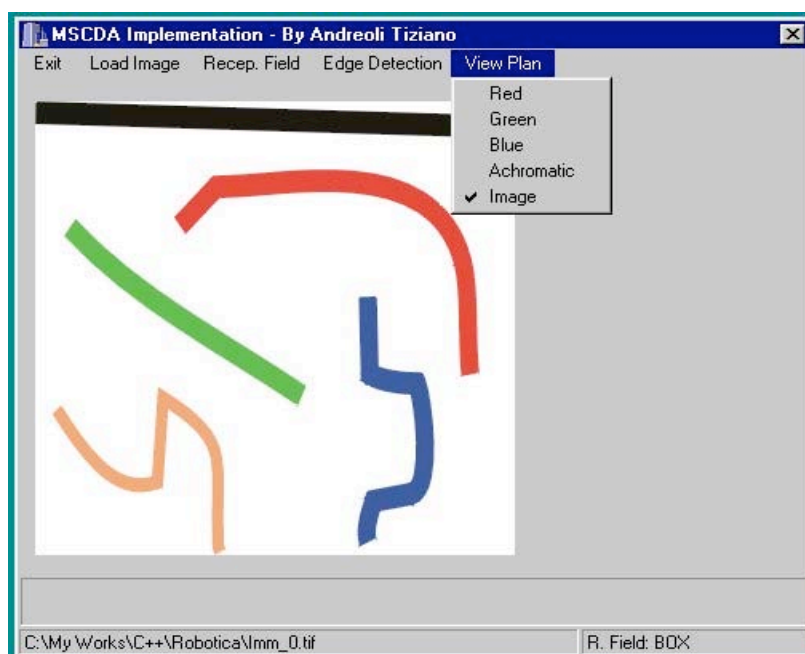 MSCDA Implementation - By Andreoli Tiziano
Exit Load Image Recep. Field Edge Detection View Plan
Red
Green
Blue
Achromatic
Image
C:\My Works\C++\Robotica\Imm_0.tif R. Field: BOX